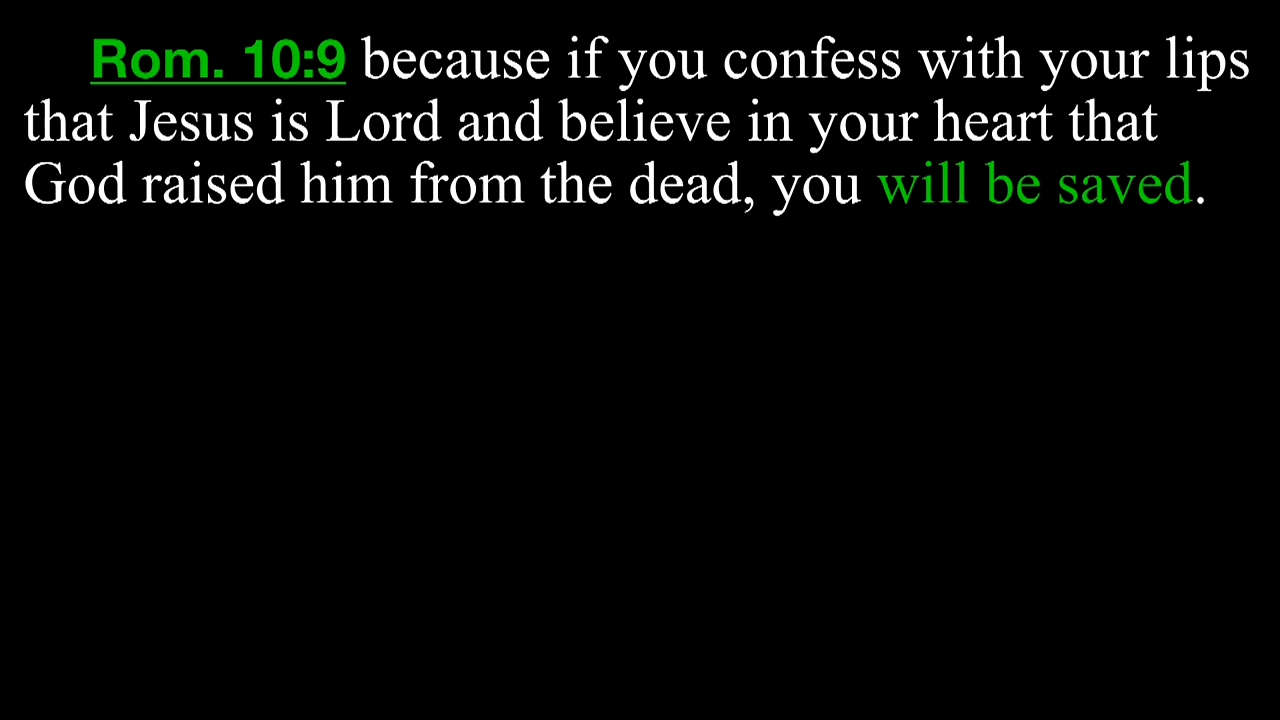 Rom. 10:9 because if you confess with your lips
that Jesus is Lord and believe in your heart that
God raised him from the dead, you will be saved.